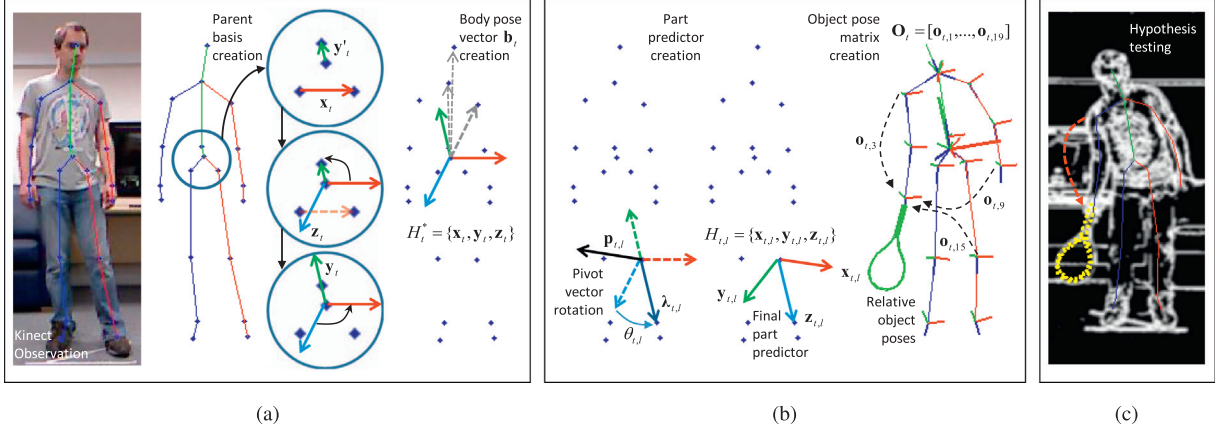 Parent
basis
creation
y'ₜ
xₜ
zₜ
yₜ
Body pose
vector bₜ
creation
Hₜ* = {xₜ, yₜ, zₜ}
Kinect
Observation
Part
predictor
creation
Object pose
matrix
creation
Oₜ = [oₜ,₁,...,oₜ,₁₉]
oₜ,₃
oₜ,₉
oₜ,₁₅
pₜ,ₗ
Pivot
vector
rotation
λₜ,ₗ
θₜ,ₗ
Hₜ,ₗ = {xₜ,ₗ, yₜ,ₗ, zₜ,ₗ}
xₜ,ₗ
yₜ,ₗ
zₜ,ₗ
Final
part
predictor
Relative
object
poses
Hypothesis
testing
(a)
(b)
(c)